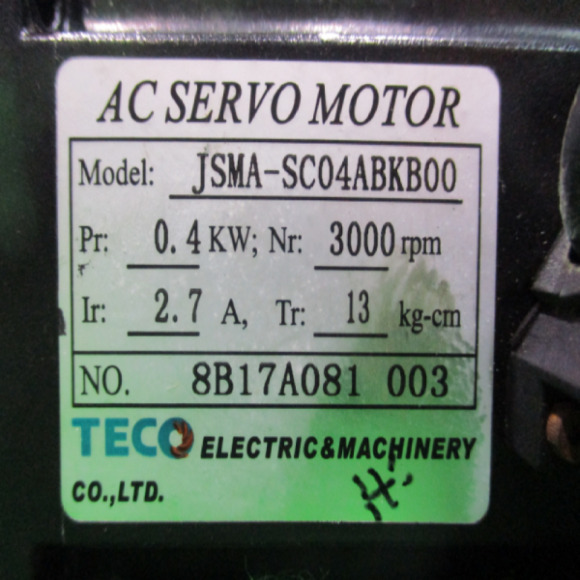 AC SERVO MOTOR
Model: JSMA-SC04ABKB00
Pr: 0.4 KW; Nr: 3000 rpm
Ir: 2.7 A, Tr: 13 kg-cm
NO. 8B17A081 003
TECO ELECTRIC&MACHINERY
CO.,LTD.